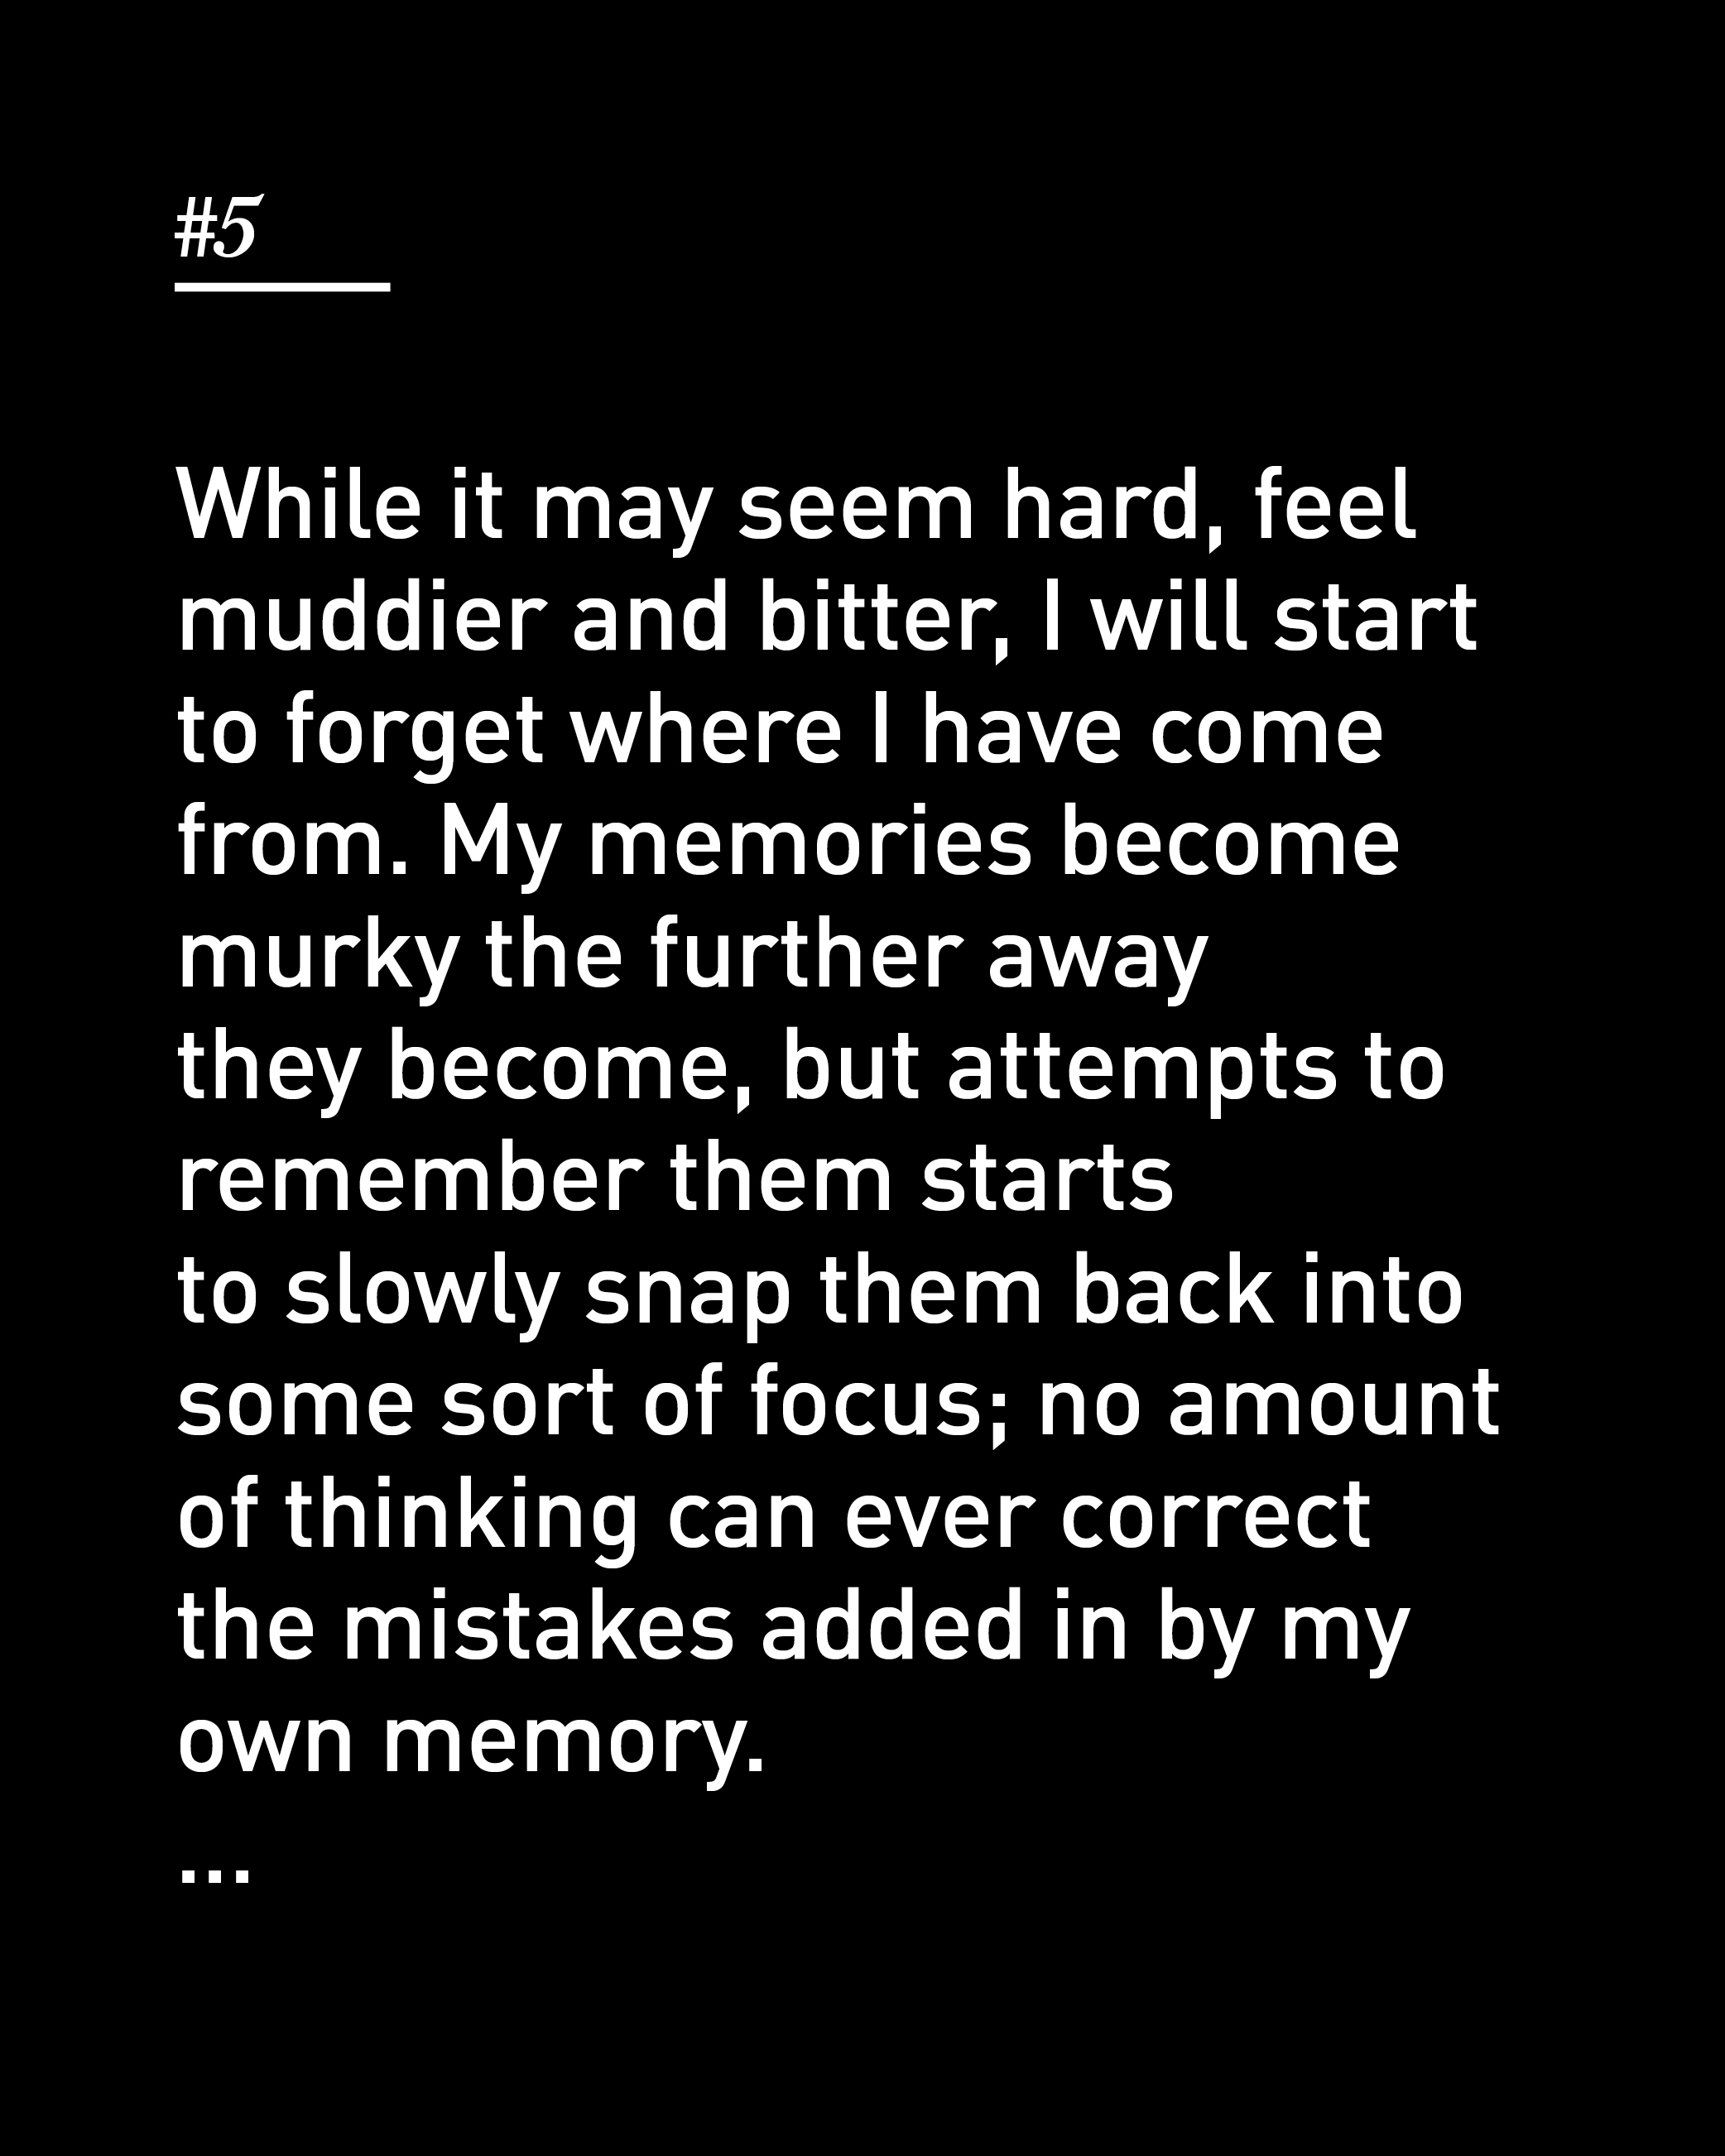 #5
While it may seem hard, feel
muddier and bitter, I will start
to forget where I have come
from. My memories become
murky the further away
they become, but attempts to
remember them starts
to slowly snap them back into
some sort of focus; no amount
of thinking can ever correct
the mistakes added in by my
own memory.
...